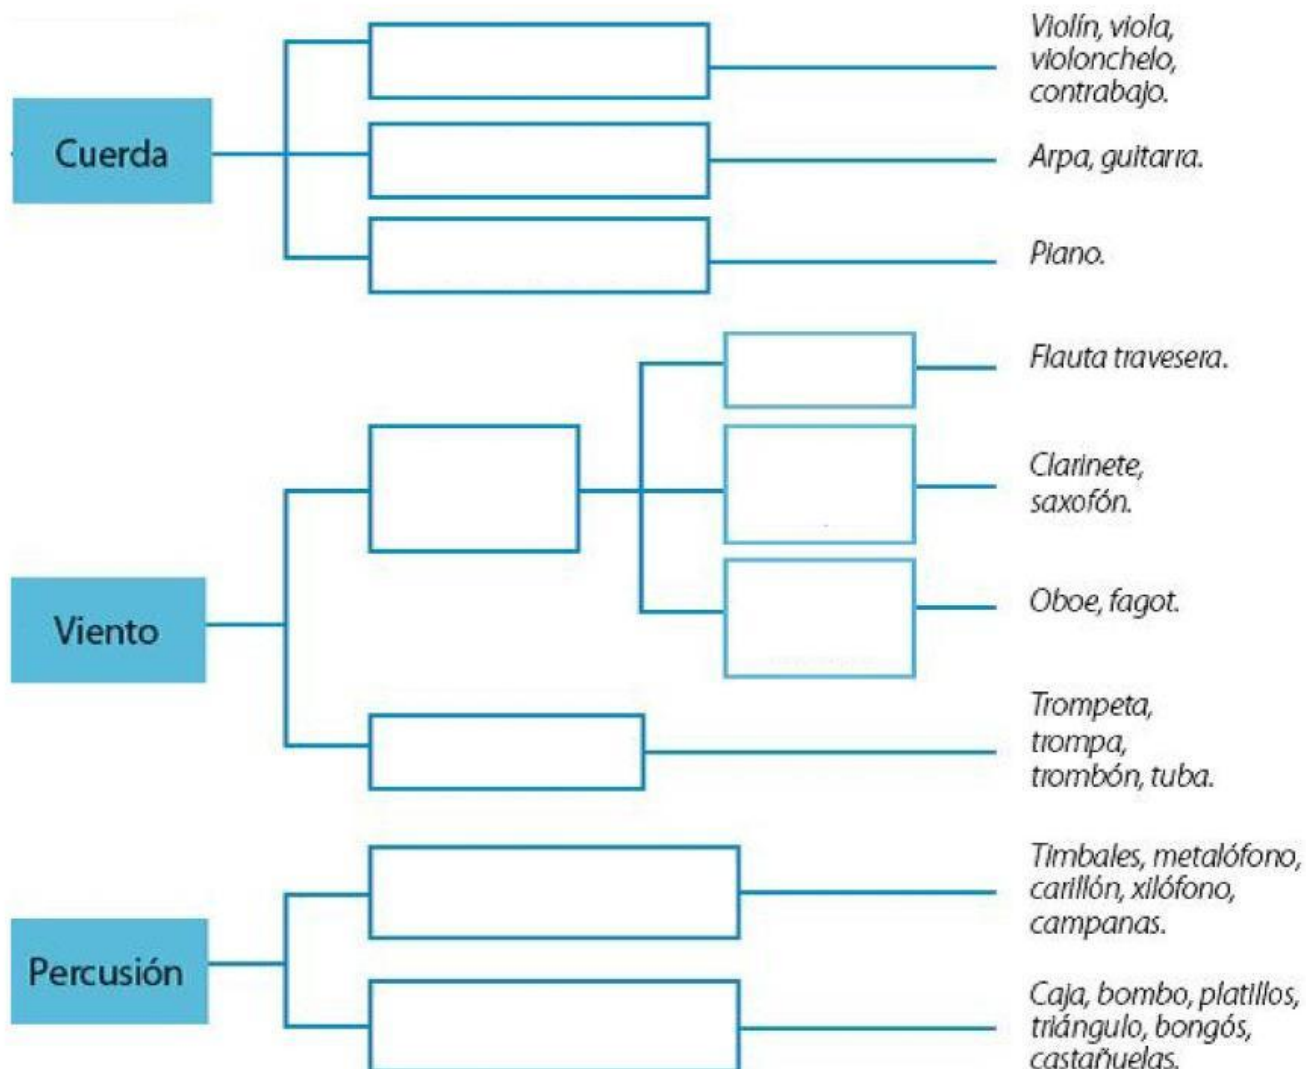 Cuerda
Violín, viola,
violonchelo,
contrabajo.
Arpa, guitarra.
Piano.
Viento
Flauta travesera.
Clarinete,
saxofón.
Oboe, fagot.
Trompeta,
trompa,
trombón, tuba.
Percusión
Timbales, metalófono,
carillón, xilófono,
campanas.
Caja, bombo, platillos,
triángulo, bongós,
castañuelas.